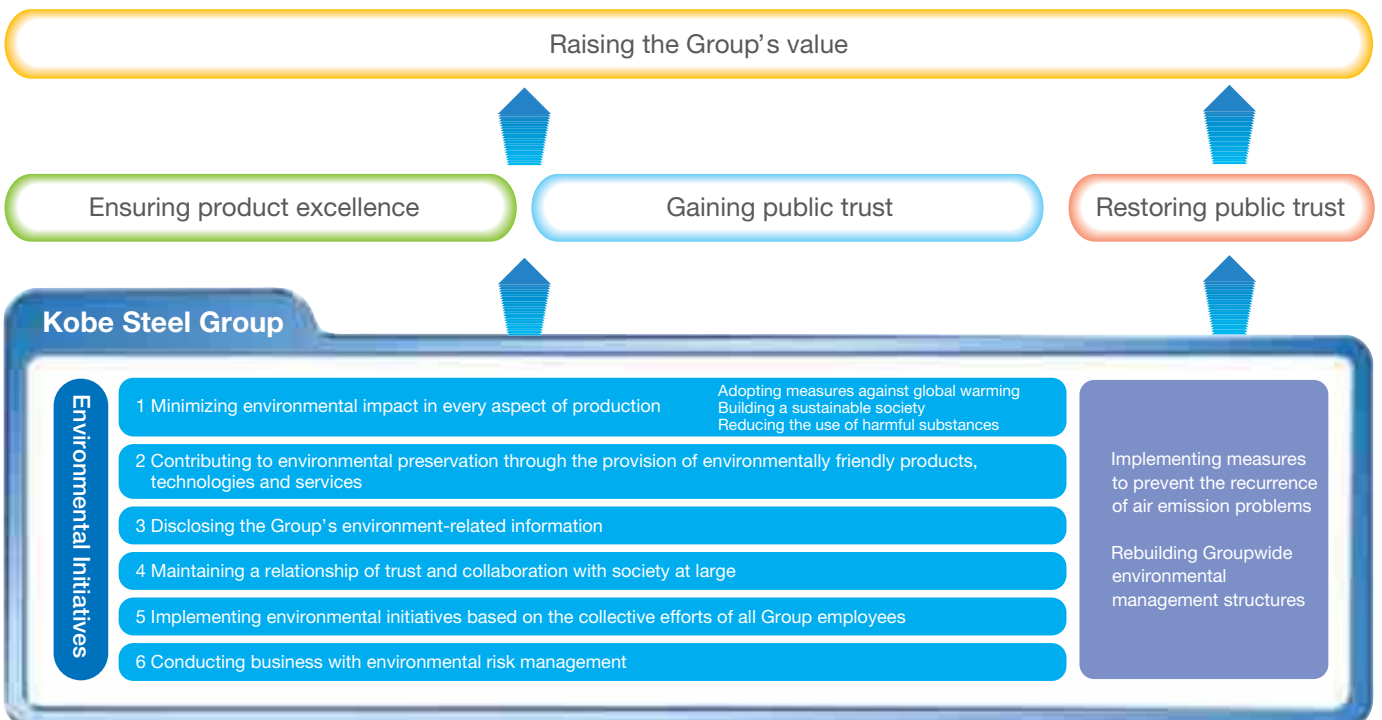 Raising the Group's value
Ensuring product excellence
Gaining public trust
Restoring public trust
Kobe Steel Group
Environmental Initiatives
1 Minimizing environmental impact in every aspect of production
Adopting measures against global warming
Building a sustainable society
Reducing the use of harmful substances
2 Contributing to environmental preservation through the provision of environmentally friendly products,
technologies and services
3 Disclosing the Group's environment-related information
4 Maintaining a relationship of trust and collaboration with society at large
5 Implementing environmental initiatives based on the collective efforts of all Group employees
6 Conducting business with environmental risk management
Implementing measures
to prevent the recurrence
of air emission problems
Rebuilding Groupwide
environmental
management structures